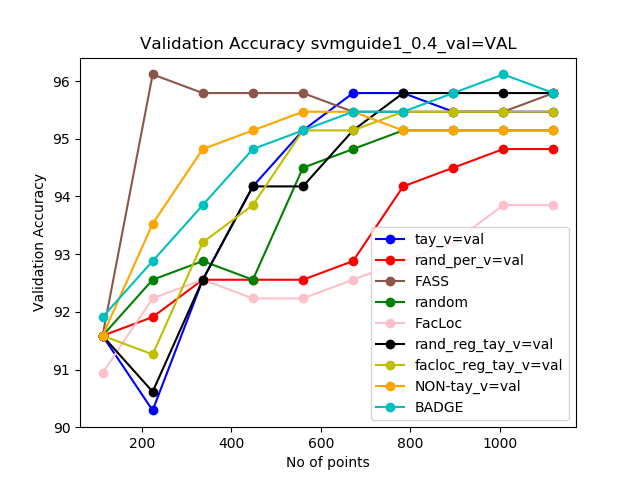 Validation Accuracy svmguide1_0.4_val=VAL
Validation Accuracy
96
95
94
93
92
91
90
200
400
600
800
1000
No of points
tay_v=val
rand_per_v=val
FASS
random
FacLoc
rand_reg_tay_v=val
facloc_reg_tay_v=val
NON-tay_v=val
BADGE